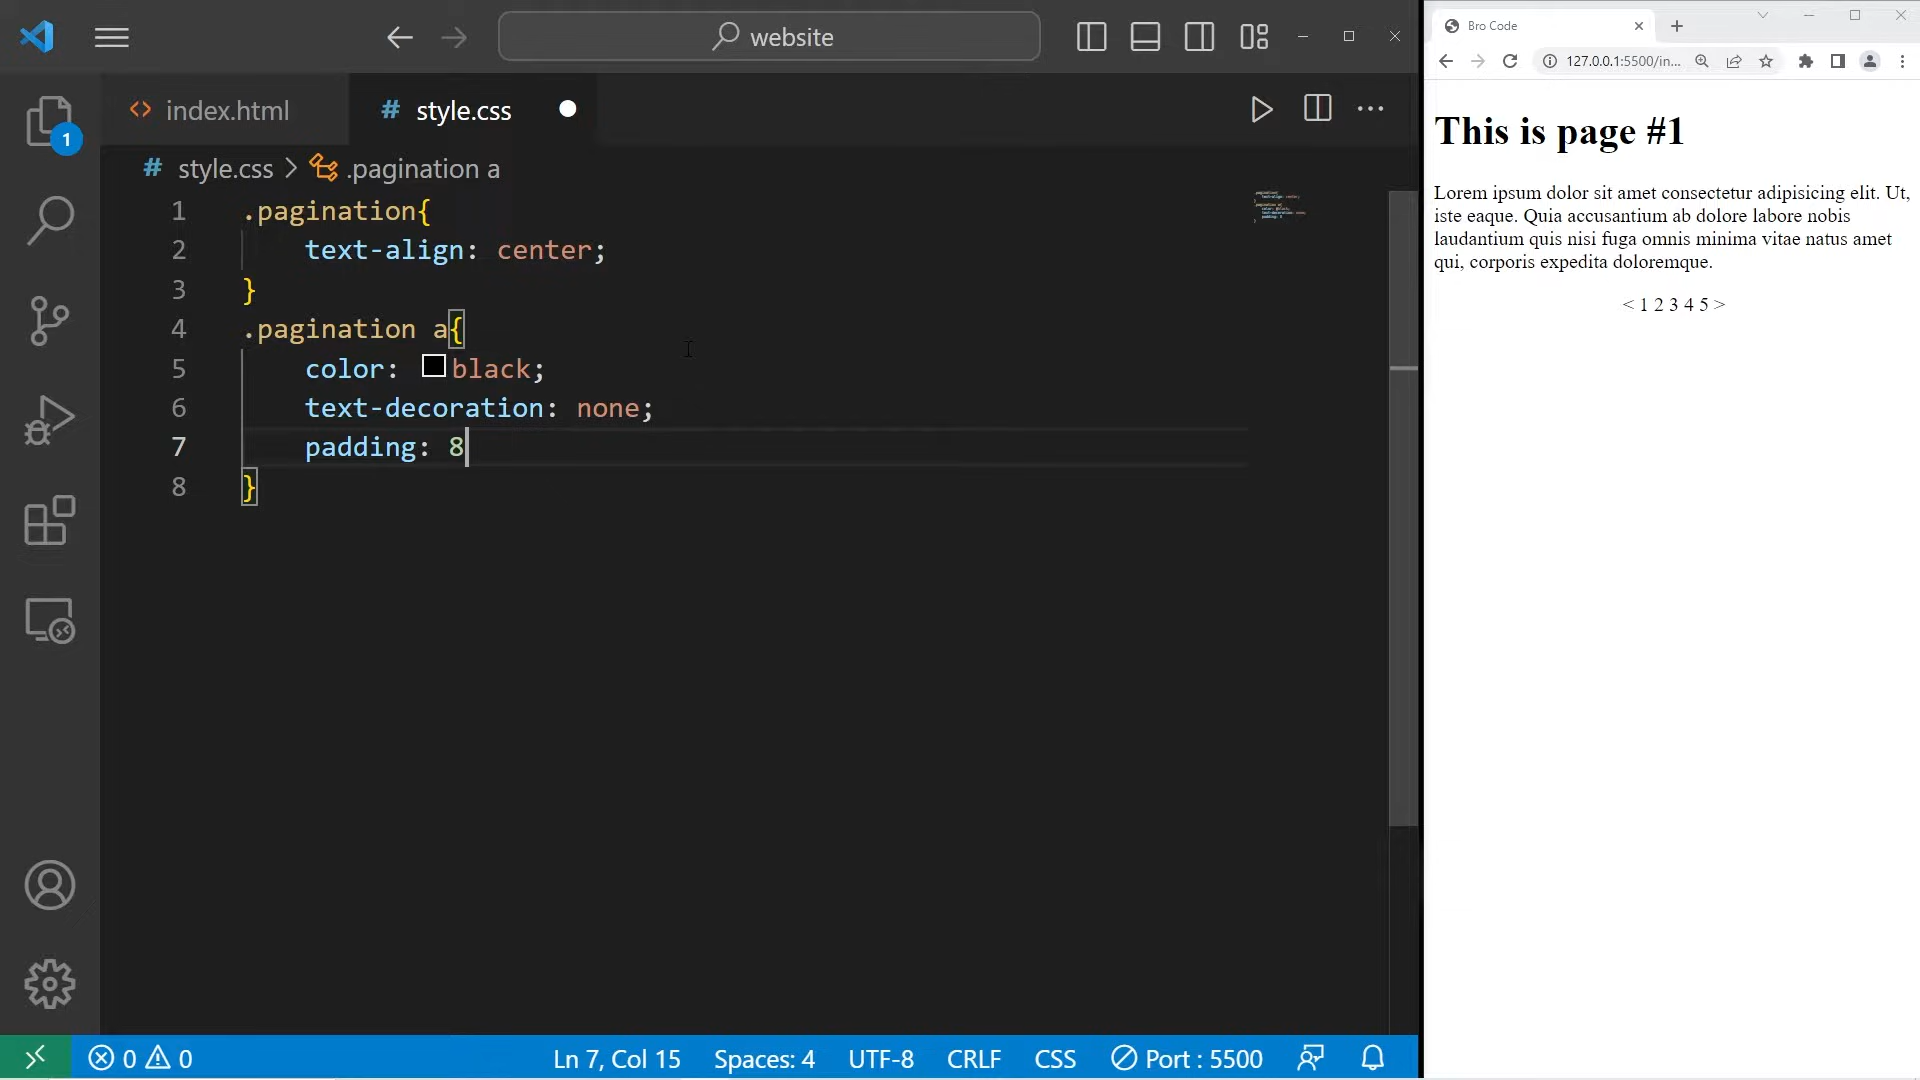 website
index.html
# style.css
# style.css > .pagination a
1 .pagination{
2 text-align: center;
3 }
4 .pagination a{
5 color: black;
6 text-decoration: none;
7 padding: 8
8 }
1
0 0
Ln 7, Col 15
Spaces: 4
UTF-8
CRLF
CSS
Port : 5500
Bro Code
127.0.0.1:5500/in...
This is page #1
Lorem ipsum dolor sit amet consectetur adipisicing elit. Ut,
iste eaque. Quia accusantium ab dolore labore nobis
laudantium quis nisi fuga omnis minima vitae natus amet
qui, corporis expedita doloremque.
< 1 2 3 4 5 >